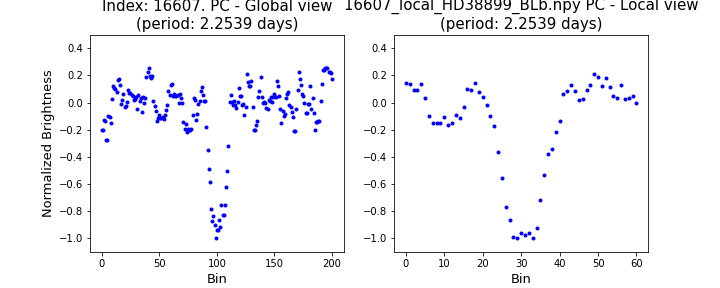 Index: 16607. PC - Global view
(period: 2.2539 days)
16607_local_HD38899_BLb.npy PC - Local view
(period: 2.2539 days)
Normalized Brightness
0.4
0.2
0.0
−0.2
−0.4
−0.6
−0.8
−1.0
0 50 100 150 200
Bin
0.4
0.2
0.0
−0.2
−0.4
−0.6
−0.8
−1.0
0 10 20 30 40 50 60
Bin